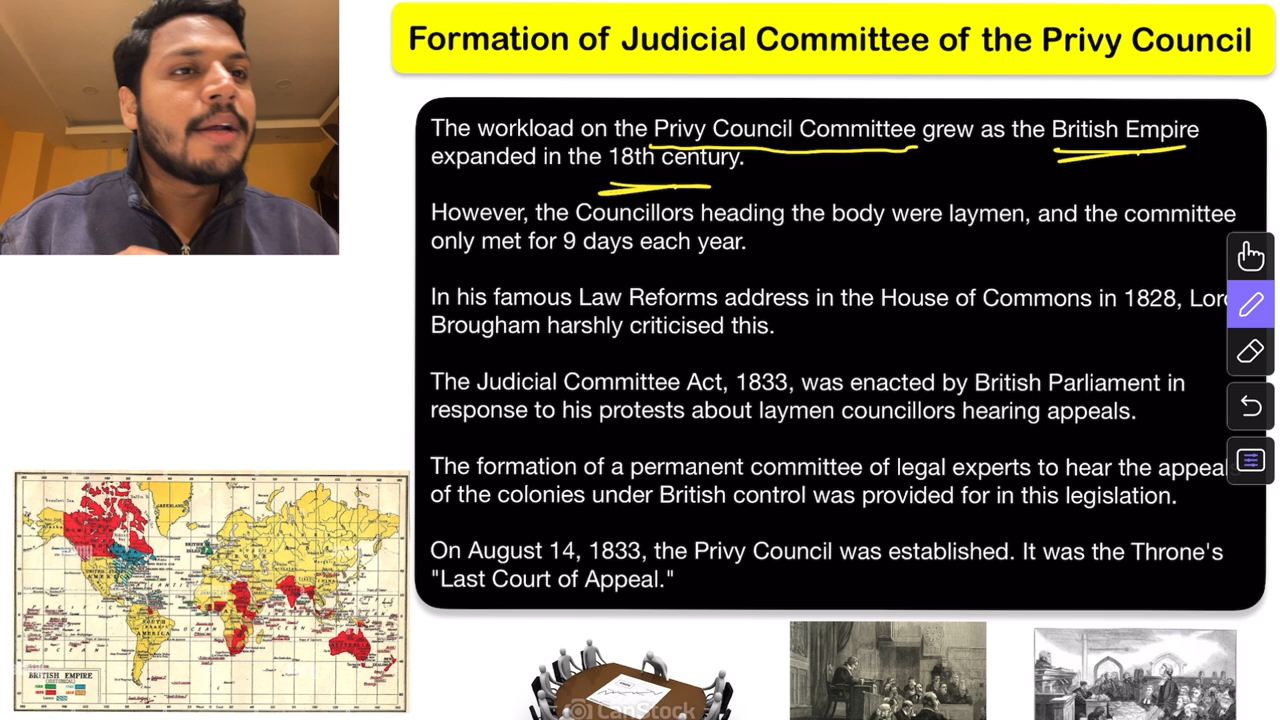 Formation of Judicial Committee of the Privy Council
The workload on the Privy Council Committee grew as the British Empire
expanded in the 18th century.
However, the Councillors heading the body were laymen, and the committee
only met for 9 days each year.
In his famous Law Reforms address in the House of Commons in 1828, Lord
Brougham harshly criticised this.
The Judicial Committee Act, 1833, was enacted by British Parliament in
response to his protests about laymen councillors hearing appeals.
The formation of a permanent committee of legal experts to hear the appeal
of the colonies under British control was provided for in this legislation.
On August 14, 1833, the Privy Council was established. It was the Throne's
"Last Court of Appeal."
GREENLAND
SOUTH
AMERICA
AUSTRALIA
BRITISH EMPIRE
CanStock